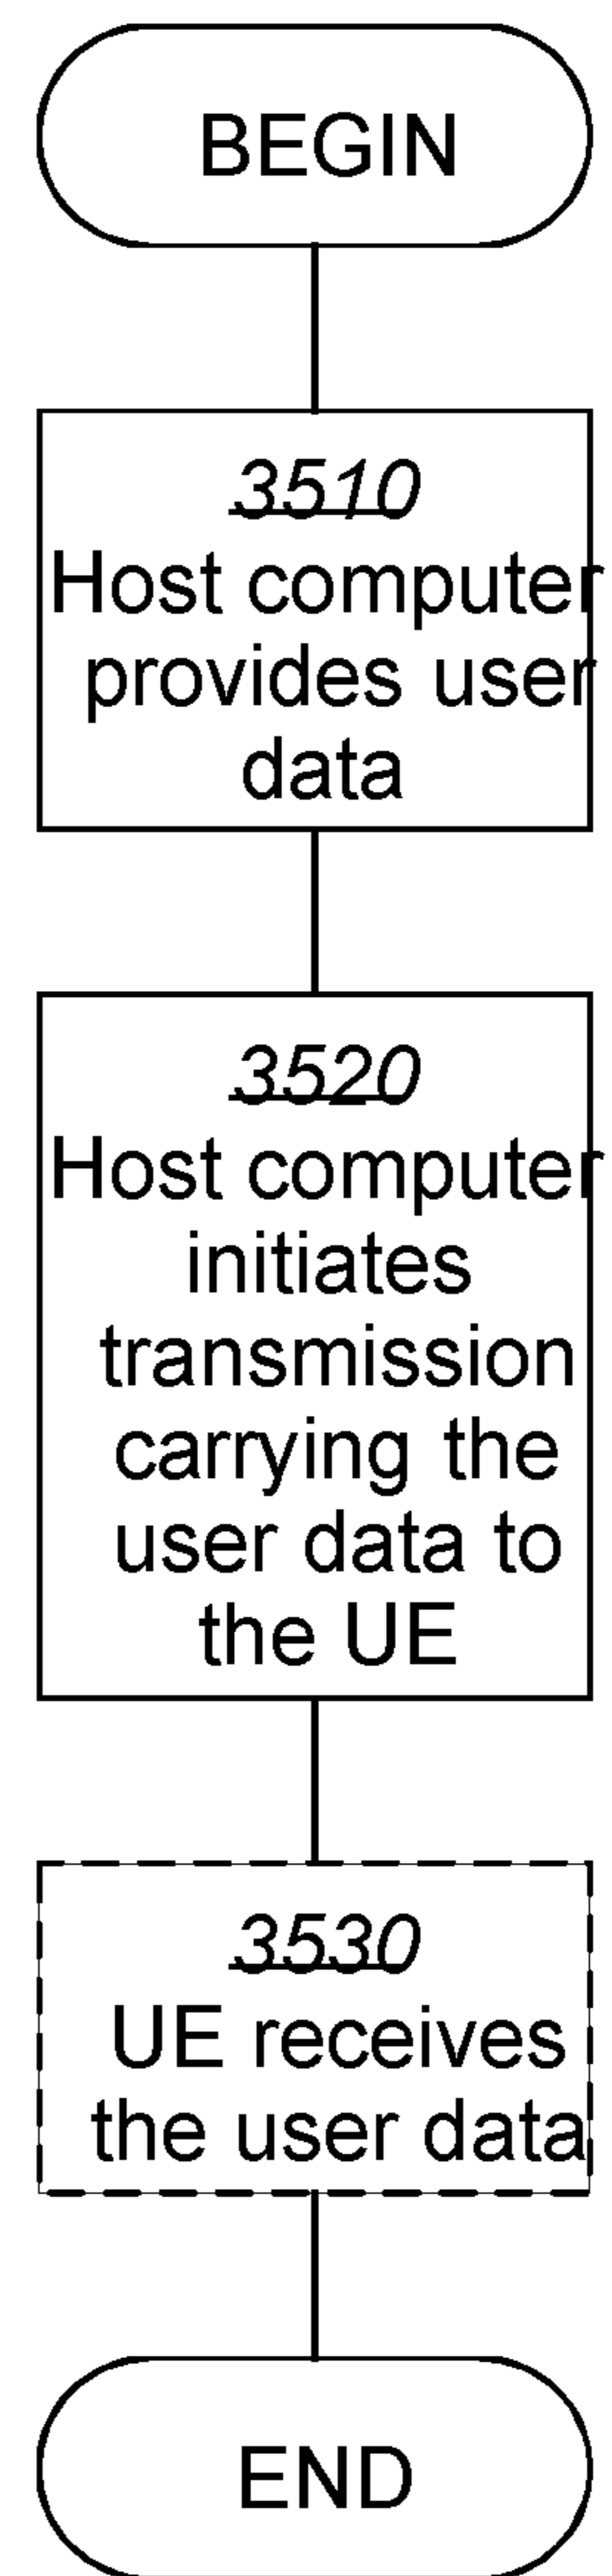 BEGIN
3510
Host computer
provides user
data
3520
Host computer
initiates
transmission
carrying the
user data to
the UE
3530
UE receives
the user data
END